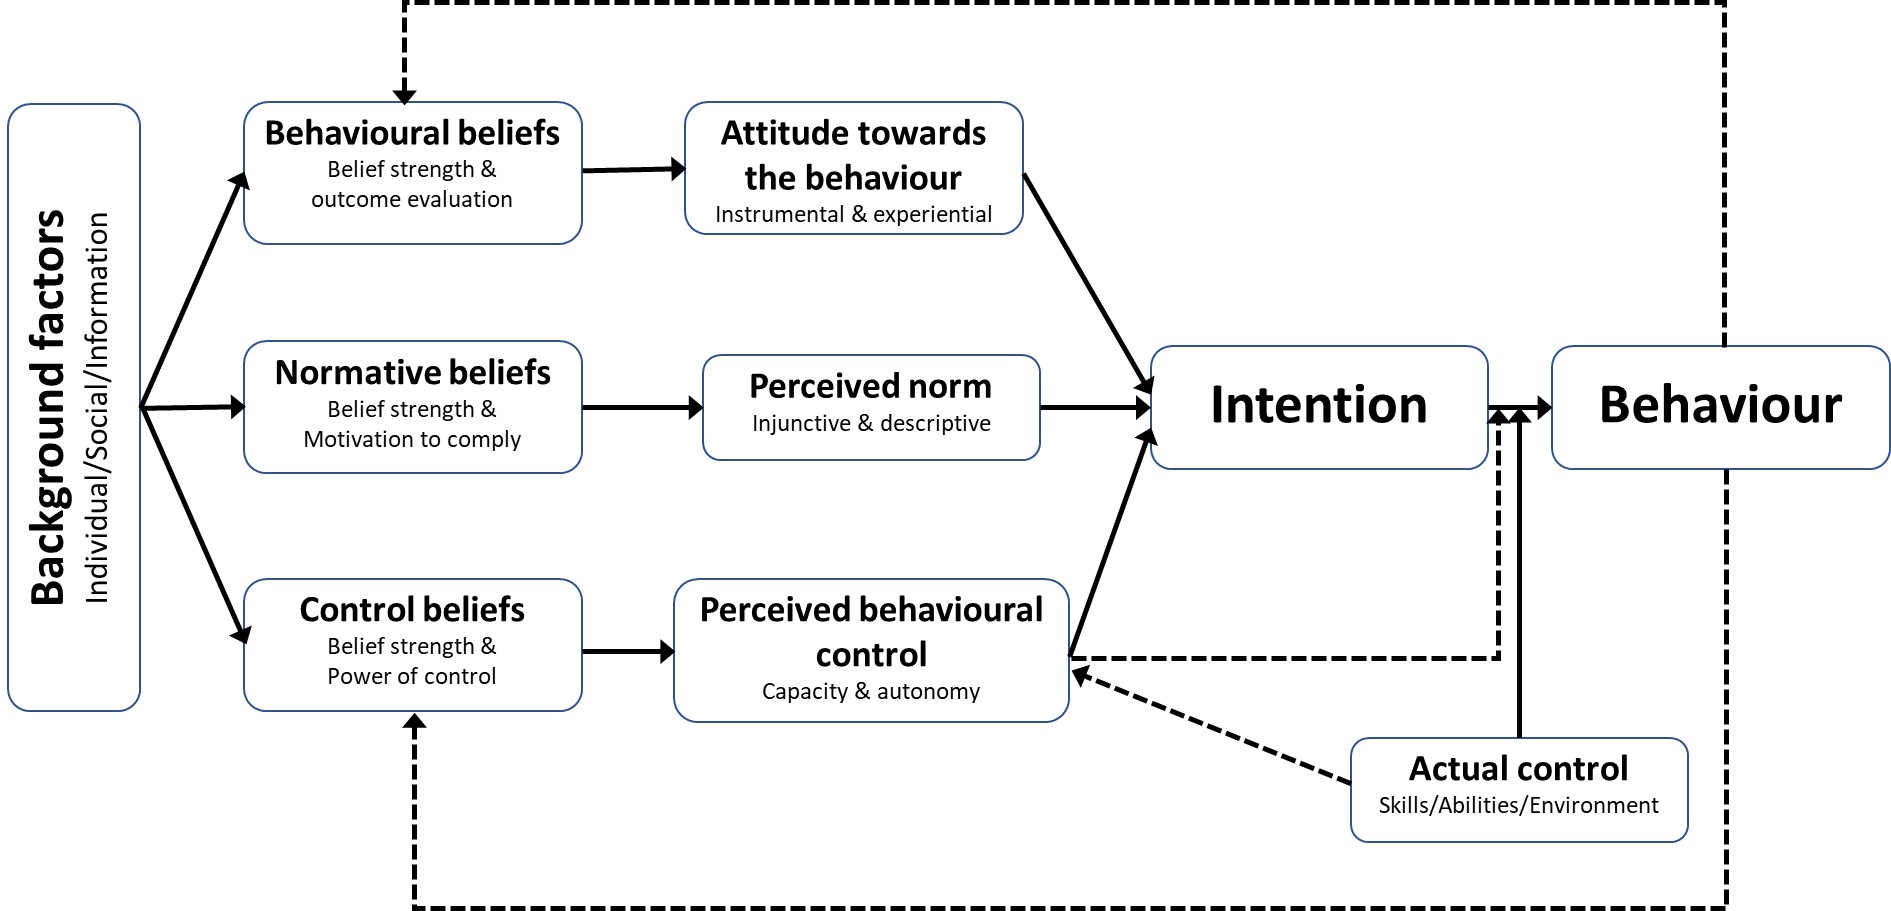 Background factors
Individual/Social/Information
Behavioural beliefs
Belief strength &
outcome evaluation
Attitude towards
the behaviour
Instrumental & experiential
Normative beliefs
Belief strength &
Motivation to comply
Perceived norm
Injunctive & descriptive
Intention
Behaviour
Control beliefs
Belief strength &
Power of control
Perceived behavioural
control
Capacity & autonomy
Actual control
Skills/Abilities/Environment